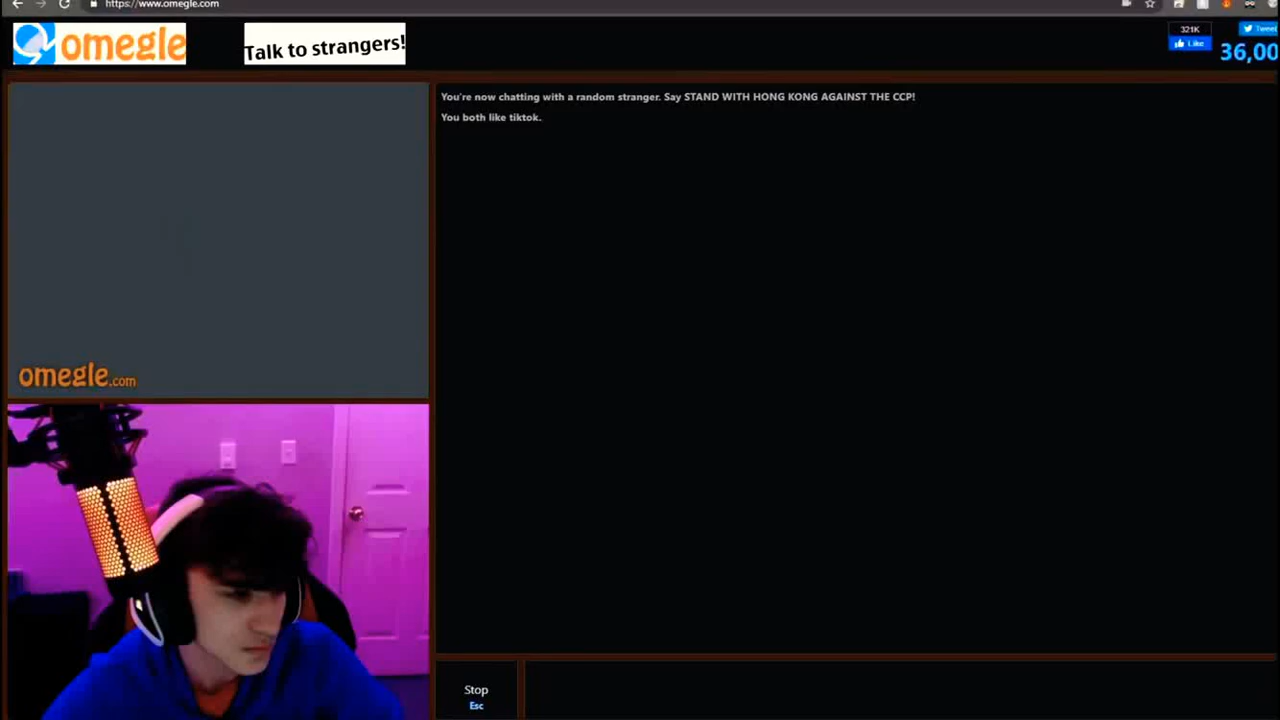 https://www.omegle.com
omegle
Talk to strangers!
321K
Like
Tweet
36,00
You're now chatting with a random stranger. Say STAND WITH HONG KONG AGAINST THE CCP!
You both like tiktok.
omegle.com
Stop
Esc